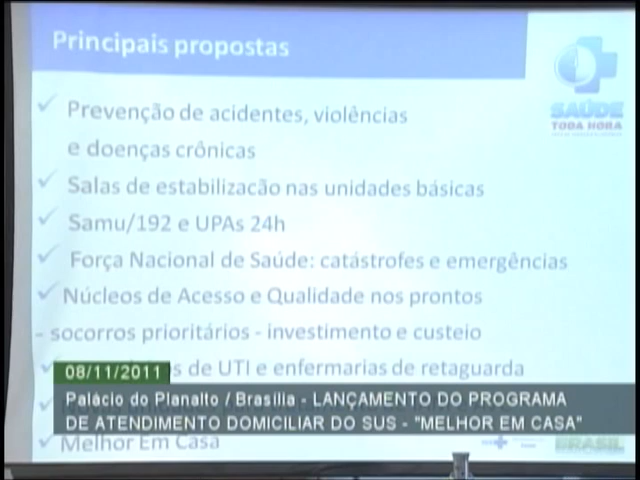 Principais propostas
SAÚDE
TODA HORA
✓ Prevenção de acidentes, violências
e doenças crônicas
✓ Salas de estabilizacão nas unidades básicas
✓ Samu/192 e UPAs 24h
✓ Força Nacional de Saúde: catástrofes e emergências
✓ Núcleos de Acesso e Qualidade nos prontos
- socorros prioritários - investimento e custeio
de UTI e enfermarias de retaguarda
08/11/2011
Palácio do Planalto / Brasília - LANÇAMENTO DO PROGRAMA
DE ATENDIMENTO DOMICILIAR DO SUS - "MELHOR EM CASA"
✓ Melhor Em Casa
BRASIL